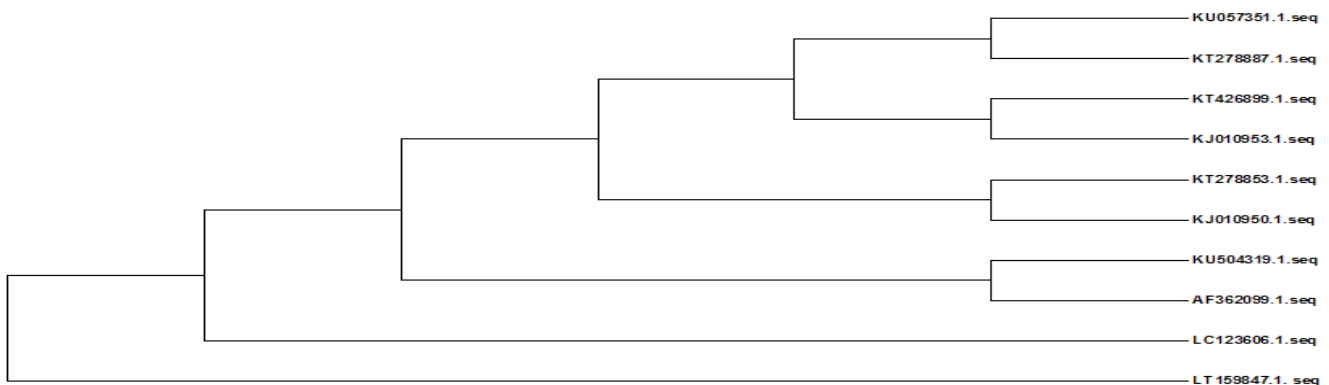 KU057351.1.seq
KT278887.1.seq
KT426899.1.seq
KJ010953.1.seq
KT278853.1.seq
KJ010950.1.seq
KU504319.1.seq
AF362099.1.seq
LC123606.1.seq
LT159847.1. seq